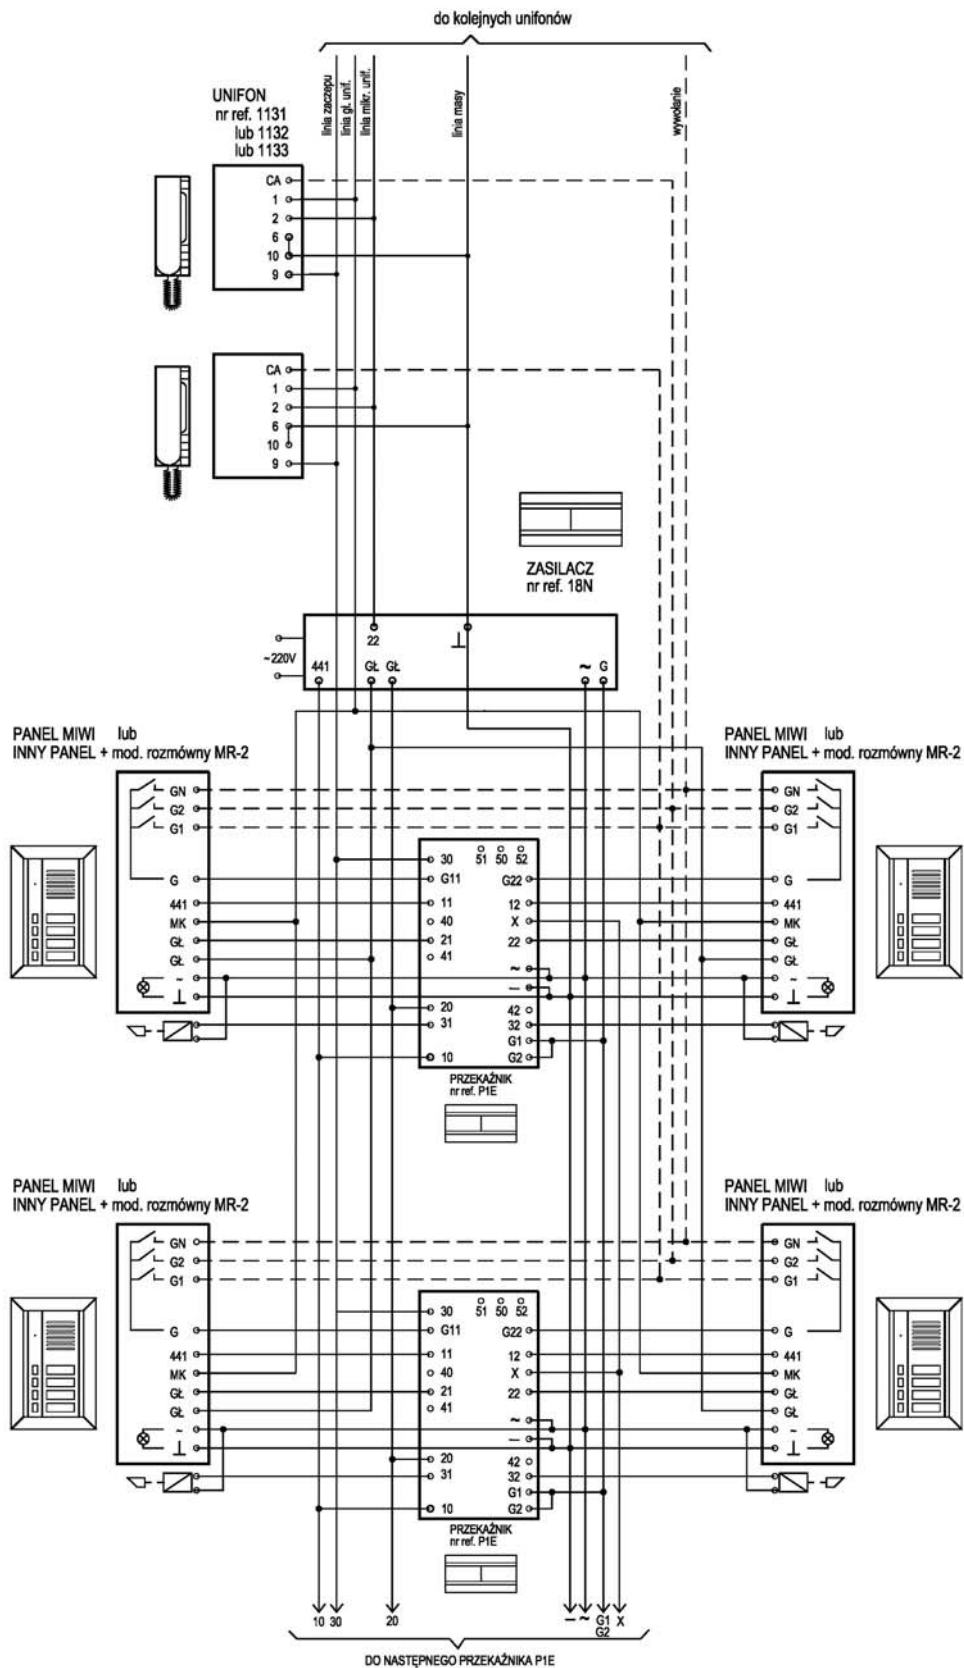 do kolejnych unifonów
linia zaczepu
linia gł. unif.
linia mikr. unif.
linia masy
wywołanie
UNIFON
nr ref. 1131
lub 1132
lub 1133
CA
1
2
6
10
9
CA
1
2
6
10
9
ZASILACZ
nr ref. 18N
~220V
22
⊥
441
GŁ
GŁ
~
G
PANEL MIWI lub
INNY PANEL + mod. rozmówny MR-2
GN
G2
G1
G
441
MK
GŁ
GŁ
~
⊥
30
G11
11
40
21
41
20
31
10
51 50 52
G22
12
X
22
~
—
42
32
G1
G2
PRZEKAŹNIK
nr ref. P1E
PANEL MIWI lub
INNY PANEL + mod. rozmówny MR-2
GN
G2
G1
G
441
MK
GŁ
GŁ
~
⊥
PANEL MIWI lub
INNY PANEL + mod. rozmówny MR-2
GN
G2
G1
G
441
MK
GŁ
GŁ
~
⊥
30
G11
11
40
21
41
20
31
10
51 50 52
G22
12
X
22
~
—
42
32
G1
G2
PRZEKAŹNIK
nr ref. P1E
PANEL MIWI lub
INNY PANEL + mod. rozmówny MR-2
GN
G2
G1
G
441
MK
GŁ
GŁ
~
⊥
10 30 20 — ~ G1 X
G2
DO NASTĘPNEGO PRZEKAŹNIKA P1E